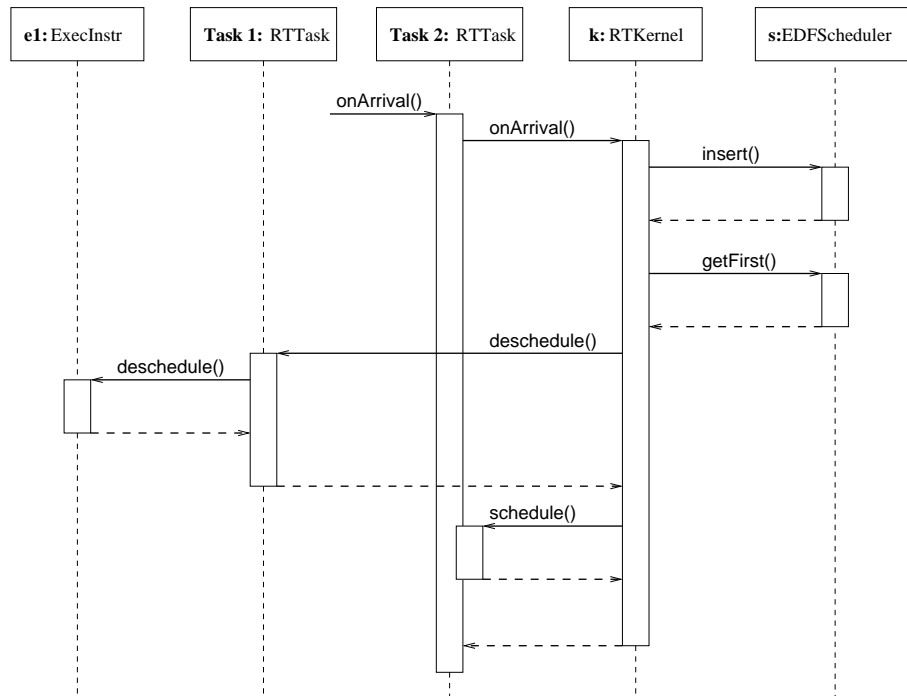 e1: ExecInstr
Task 1: RTTask
Task 2: RTTask
k: RTKernel
s:EDFScheduler
onArrival()
onArrival()
insert()
getFirst()
deschedule()
deschedule()
schedule()